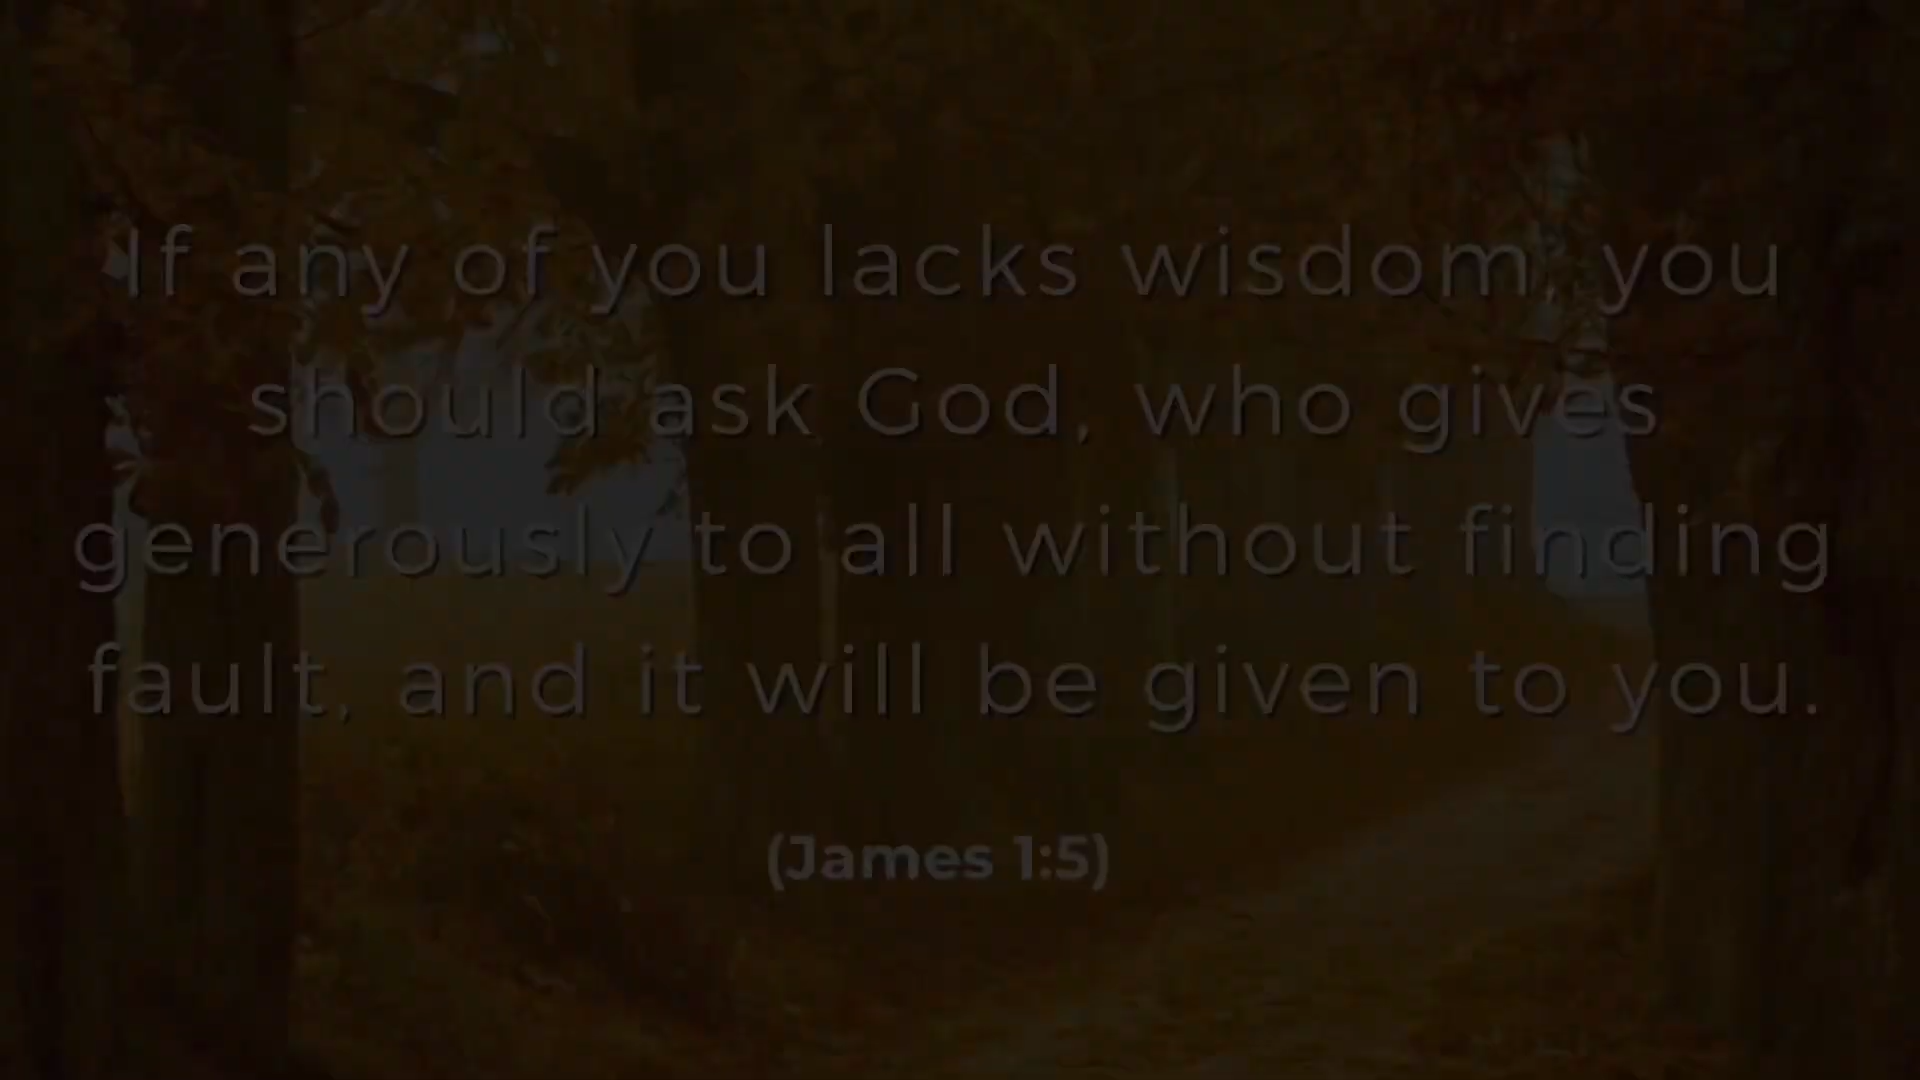 If any of you lacks wisdom, you
should ask God, who gives
generously to all without finding
fault, and it will be given to you.
(James 1:5)